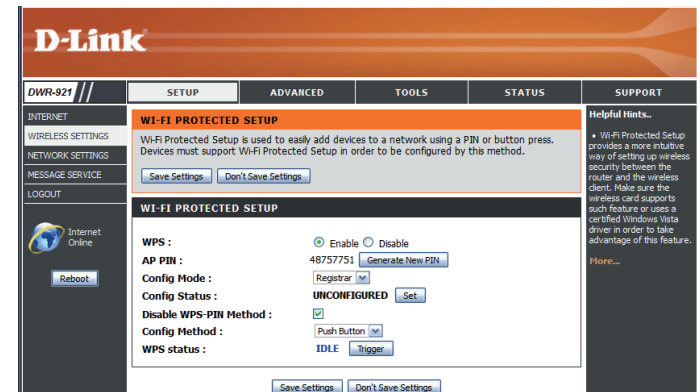 D-Link
DWR-921 // SETUP ADVANCED TOOLS STATUS SUPPORT
INTERNET
WIRELESS SETTINGS
NETWORK SETTINGS
MESSAGE SERVICE
LOGOUT
Internet
Online
Reboot
WI-FI PROTECTED SETUP
Wi-Fi Protected Setup is used to easily add devices to a network using a PIN or button press.
Devices must support Wi-Fi Protected Setup in order to be configured by this method.
Save Settings Don't Save Settings
WI-FI PROTECTED SETUP
WPS : Enable Disable
AP PIN : 48757751 Generate New PIN
Config Mode : Registrar
Config Status : UNCONFIGURED Set
Disable WPS-PIN Method :
Config Method : Push Button
WPS status : IDLE Trigger
Save Settings Don't Save Settings
Helpful Hints..
• Wi-Fi Protected Setup
provides a more intuitive
way of setting up wireless
security between the
router and the wireless
client. Make sure the
wireless card supports
such feature or uses a
certified Windows Vista
driver in order to take
advantage of this feature.
More...